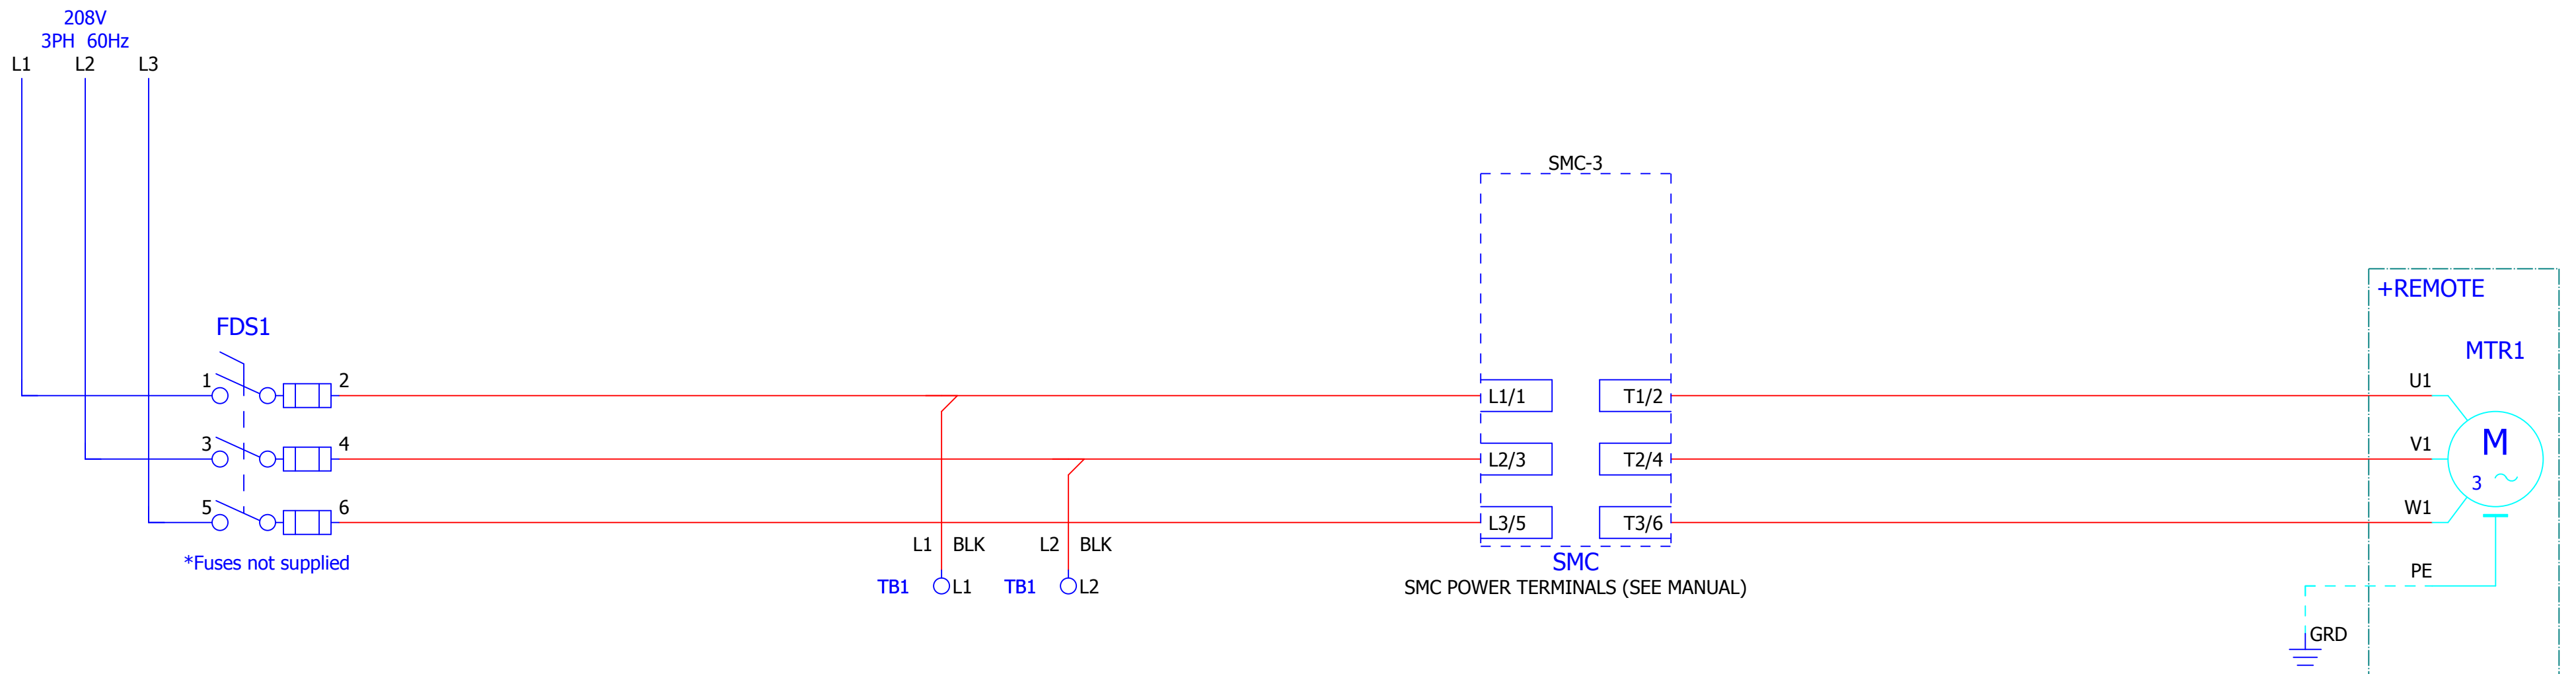 208V
3PH 60Hz
L1 L2 L3
SMC-3
+REMOTE
FDS1
MTR1
1 2
L1/1 T1/2
U1
3 4
L2/3 T2/4
V1
M
3
5 6
L3/5 T3/6
W1
L1 BLK L2 BLK
*Fuses not supplied
SMC
PE
TB1 L1 TB1 L2
SMC POWER TERMINALS (SEE MANUAL)
GRD